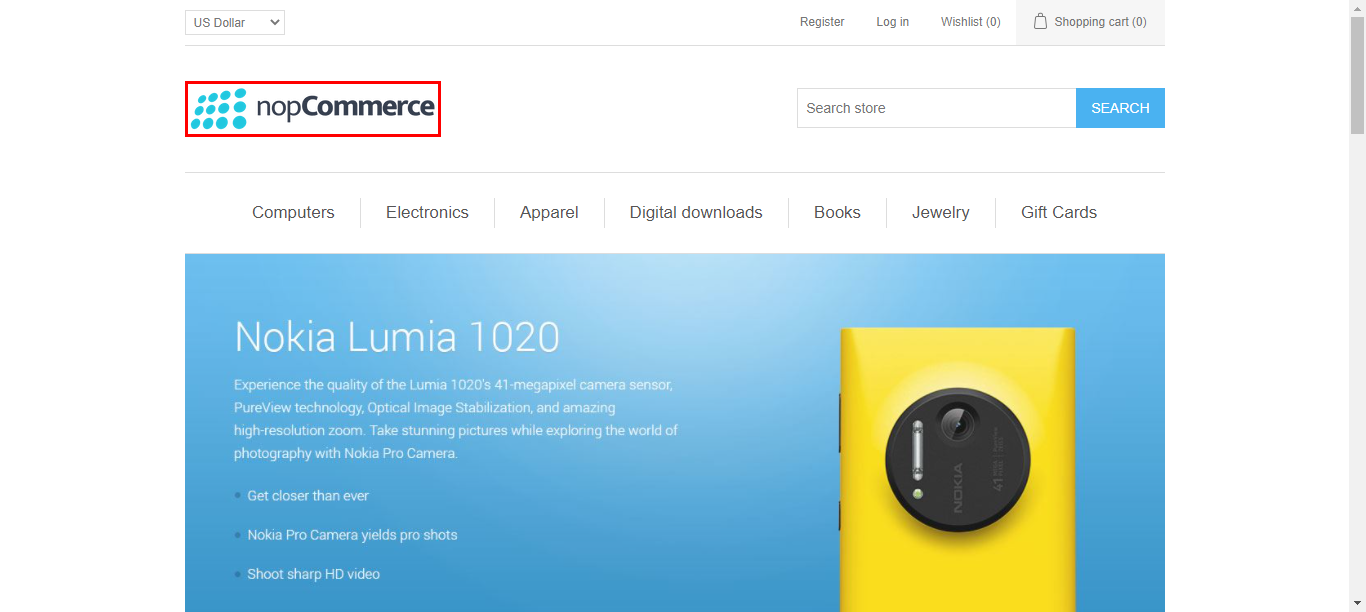 US Dollar
Register
Log in
Wishlist (0)
Shopping cart (0)
nopCommerce
Search store
SEARCH
Computers
Electronics
Apparel
Digital downloads
Books
Jewelry
Gift Cards
Nokia Lumia 1020
Experience the quality of the Lumia 1020's 41-megapixel camera sensor,
PureView technology, Optical Image Stabilization, and amazing
high-resolution zoom. Take stunning pictures while exploring the world of
photography with Nokia Pro Camera.
Get closer than ever
Nokia Pro Camera yields pro shots
Shoot sharp HD video
NOKIA
41